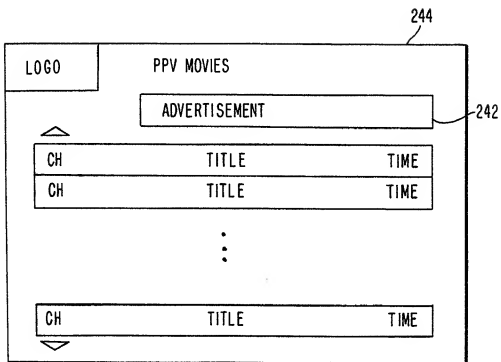 244
LOGO PPV MOVIES
ADVERTISEMENT 242
CH TITLE TIME
CH TITLE TIME
CH TITLE TIME